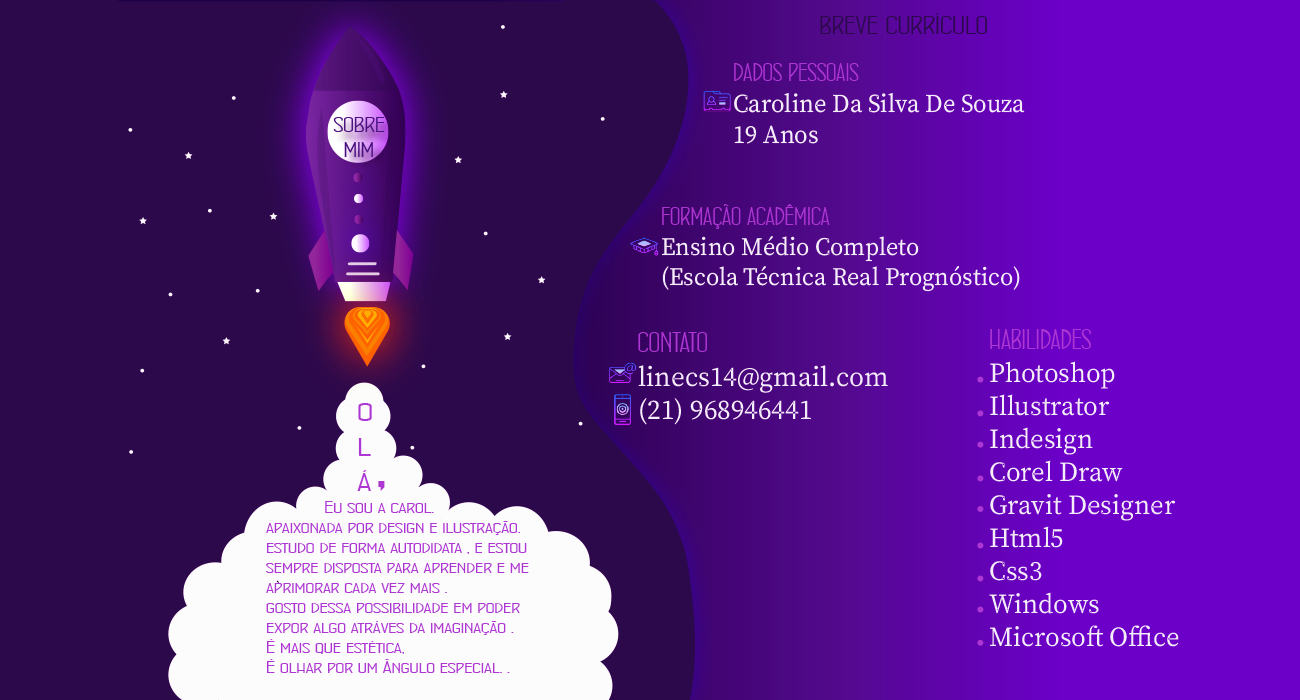 SOBRE
MIM
O
L
Á,
EU SOU A CAROL.
APAIXONADA POR DESIGN E ILUSTRAÇÃO.
ESTUDO DE FORMA AUTODIDATA , E ESTOU
SEMPRE DISPOSTA PARA APRENDER E ME
APRIMORAR CADA VEZ MAIS .
GOSTO DESSA POSSIBILIDADE EM PODER
EXPOR ALGO ATRÁVES DA IMAGINAÇÃO .
É MAIS QUE ESTÉTICA,
É OLHAR POR UM ÂNGULO ESPECIAL. .
BREVE CURRÍCULO
DADOS PESSOAIS
Caroline Da Silva De Souza
19 Anos
FORMAÇÃO ACADÊMICA
Ensino Médio Completo
(Escola Técnica Real Prognóstico)
CONTATO
linecs14@gmail.com
(21) 968946441
HABILIDADES
Photoshop
Illustrator
Indesign
Corel Draw
Gravit Designer
Html5
Css3
Windows
Microsoft Office